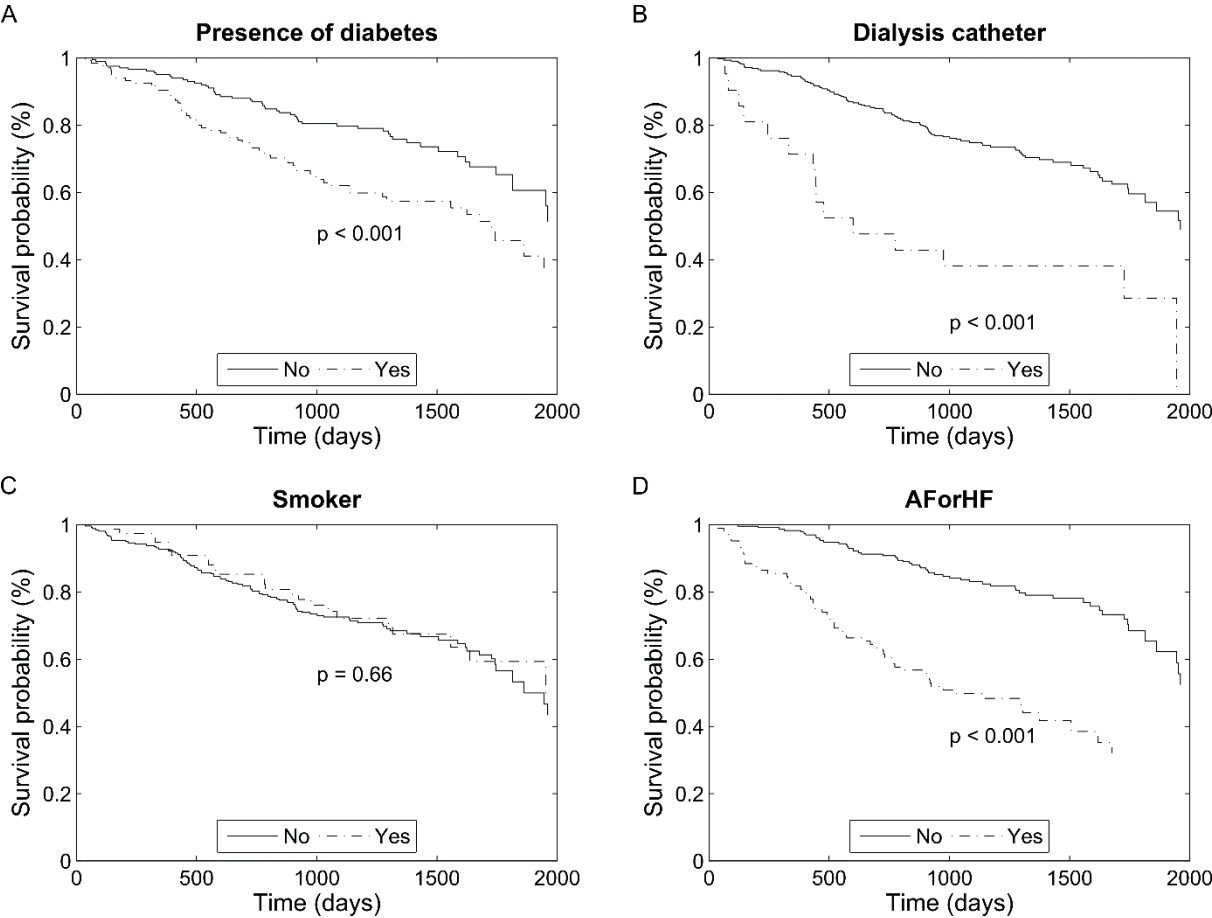 A
Presence of diabetes
Survival probability (%)
1
0.8
0.6
0.4
0.2
0
p < 0.001
No Yes
0 500 1000 1500 2000
Time (days)
B
Dialysis catheter
Survival probability (%)
1
0.8
0.6
0.4
0.2
0
p < 0.001
No Yes
0 500 1000 1500 2000
Time (days)
C
Smoker
Survival probability (%)
1
0.8
0.6
0.4
0.2
0
p = 0.66
No Yes
0 500 1000 1500 2000
Time (days)
D
AForHF
Survival probability (%)
1
0.8
0.6
0.4
0.2
0
p < 0.001
No Yes
0 500 1000 1500 2000
Time (days)